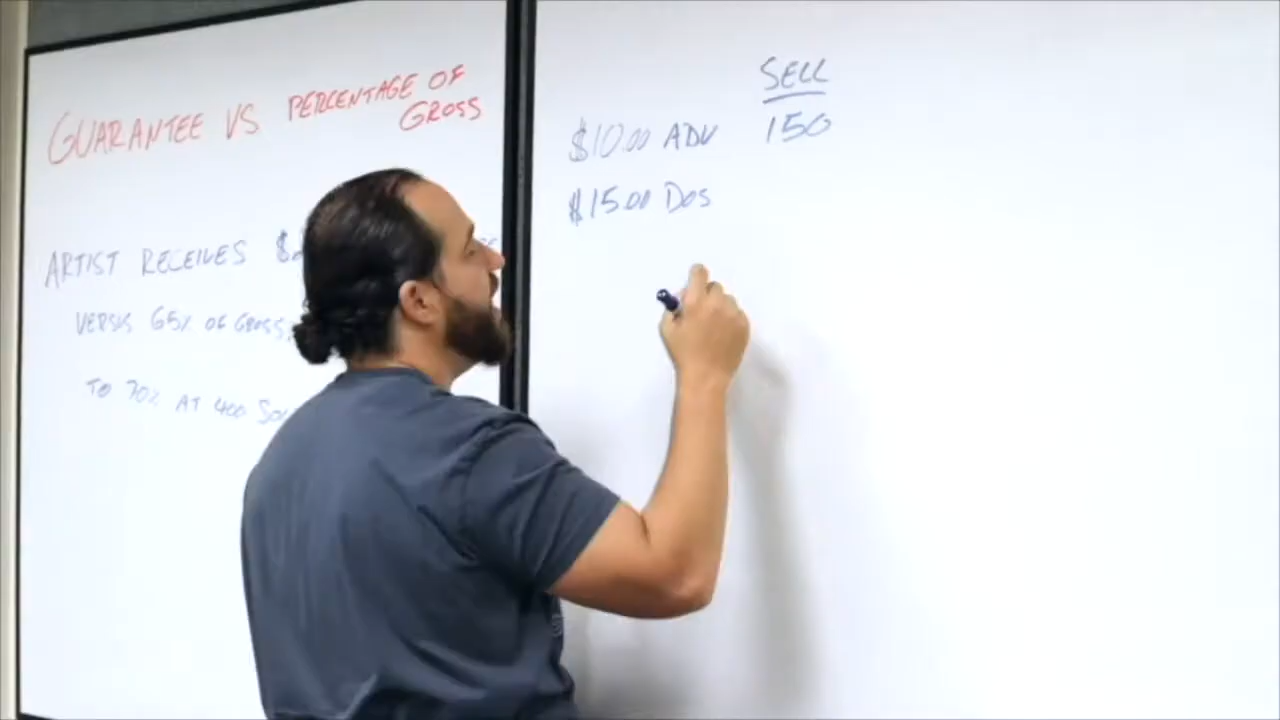 GUARANTEE VS PERCENTAGE OF
GROSS
ARTIST RECEIVES
VERSUS 65% OF GROSS,
TO 70% AT 400
SELL
$10.00 ADV 150
$15.00 DOS